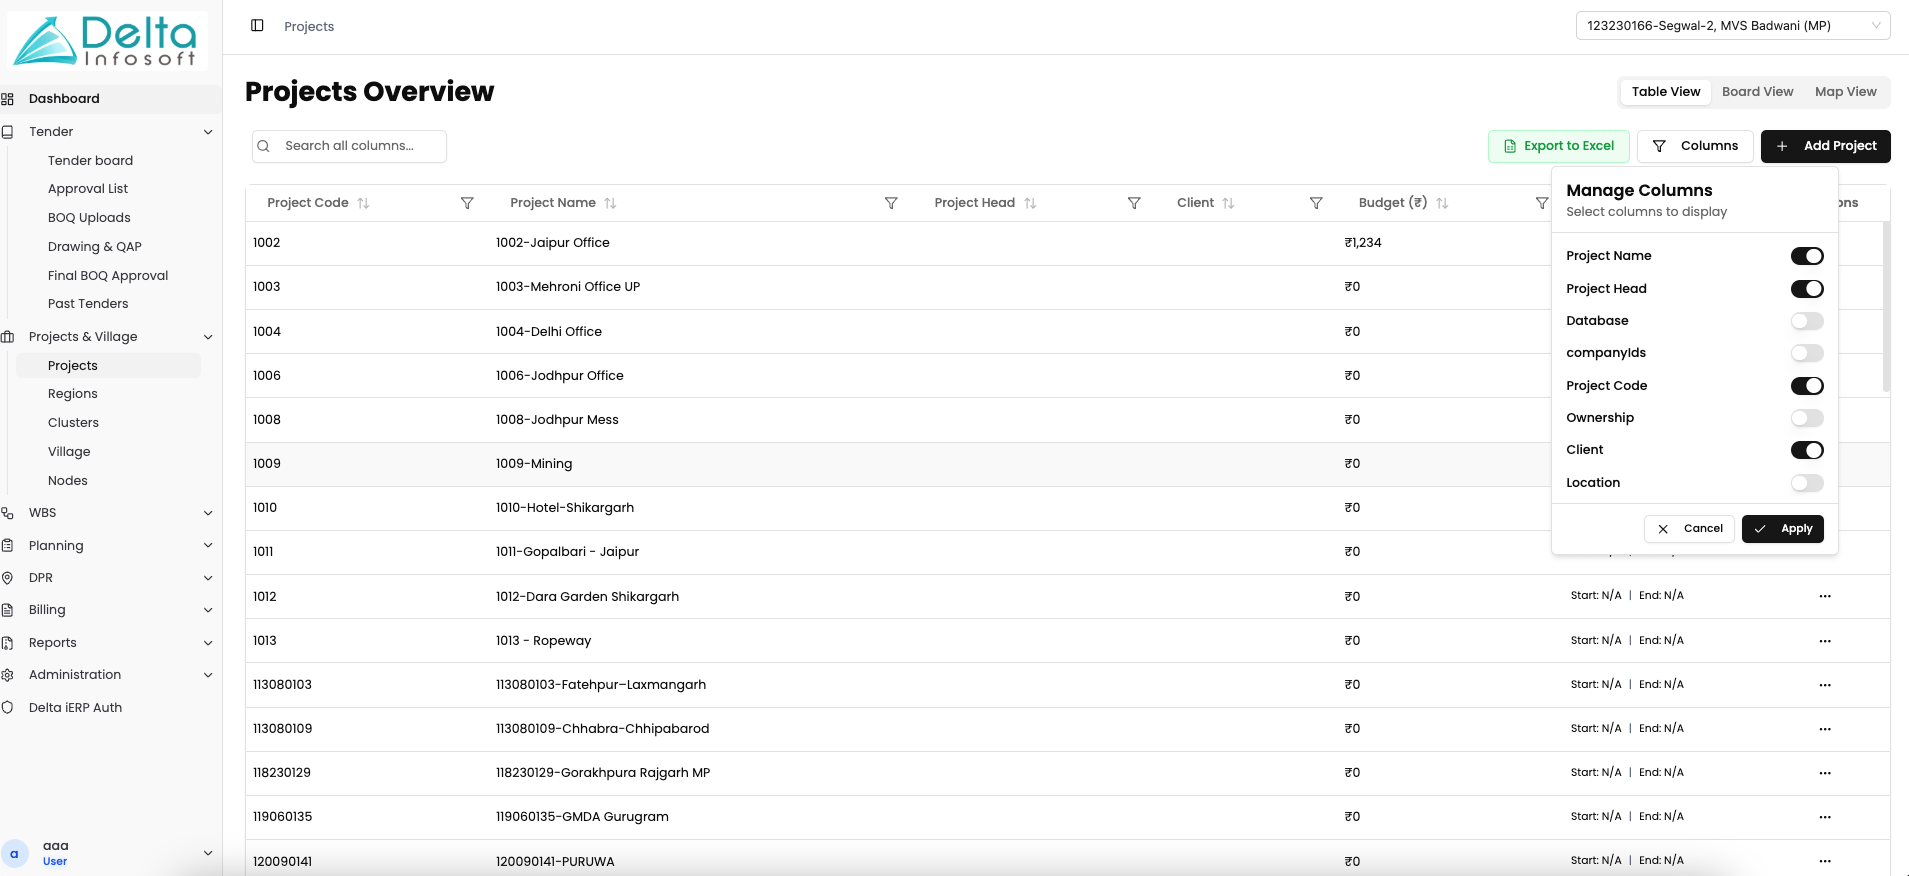 Delta
Infosoft
Dashboard
Tender
Tender board
Approval List
BOQ Uploads
Drawing & QAP
Final BOQ Approval
Past Tenders
Projects & Village
Projects
Regions
Clusters
Village
Nodes
WBS
Planning
DPR
Billing
Reports
Administration
Delta iERP Auth
a
aaa
User
Projects
123230166-Segwal-2, MVS Badwani (MP)
Projects Overview
Table View Board View Map View
Search all columns...
Export to Excel Columns Add Project
Project Code Project Name Project Head Client Budget (₹) ons
1002 1002-Jaipur Office ₹1,234
1003 1003-Mehroni Office UP ₹0
1004 1004-Delhi Office ₹0
1006 1006-Jodhpur Office ₹0
1008 1008-Jodhpur Mess ₹0
1009 1009-Mining ₹0
1010 1010-Hotel-Shikargarh ₹0
1011 1011-Gopalbari - Jaipur ₹0
1012 1012-Dara Garden Shikargarh ₹0 Start: N/A | End: N/A
1013 1013 - Ropeway ₹0 Start: N/A | End: N/A
113080103 113080103-Fatehpur–Laxmangarh ₹0 Start: N/A | End: N/A
113080109 113080109-Chhabra-Chhipabarod ₹0 Start: N/A | End: N/A
118230129 118230129-Gorakhpura Rajgarh MP ₹0 Start: N/A | End: N/A
119060135 119060135-GMDA Gurugram ₹0 Start: N/A | End: N/A
120090141 120090141-PURUWA ₹0 Start: N/A | End: N/A
Manage Columns
Select columns to display
Project Name
Project Head
Database
companyIds
Project Code
Ownership
Client
Location
Cancel Apply